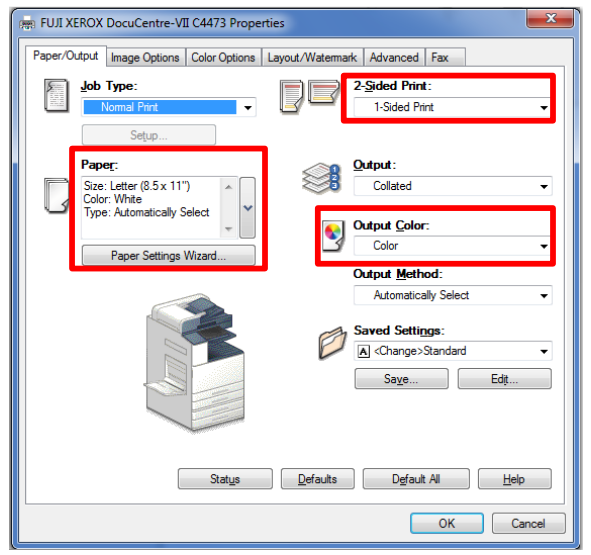 FUJI XEROX DocuCentre-VII C4473 Properties
Paper/Output Image Options Color Options Layout/Watermark Advanced Fax
Job Type:
Normal Print
Setup...
Paper:
Size: Letter (8.5 x 11")
Color: White
Type: Automatically Select
Paper Settings Wizard...
2-Sided Print:
1-Sided Print
Output:
1
2
3
Collated
Output Color:
Color
Output Method:
Automatically Select
Saved Settings:
A <Change>Standard
Save... Edit...
Status Defaults Default All Help
OK Cancel